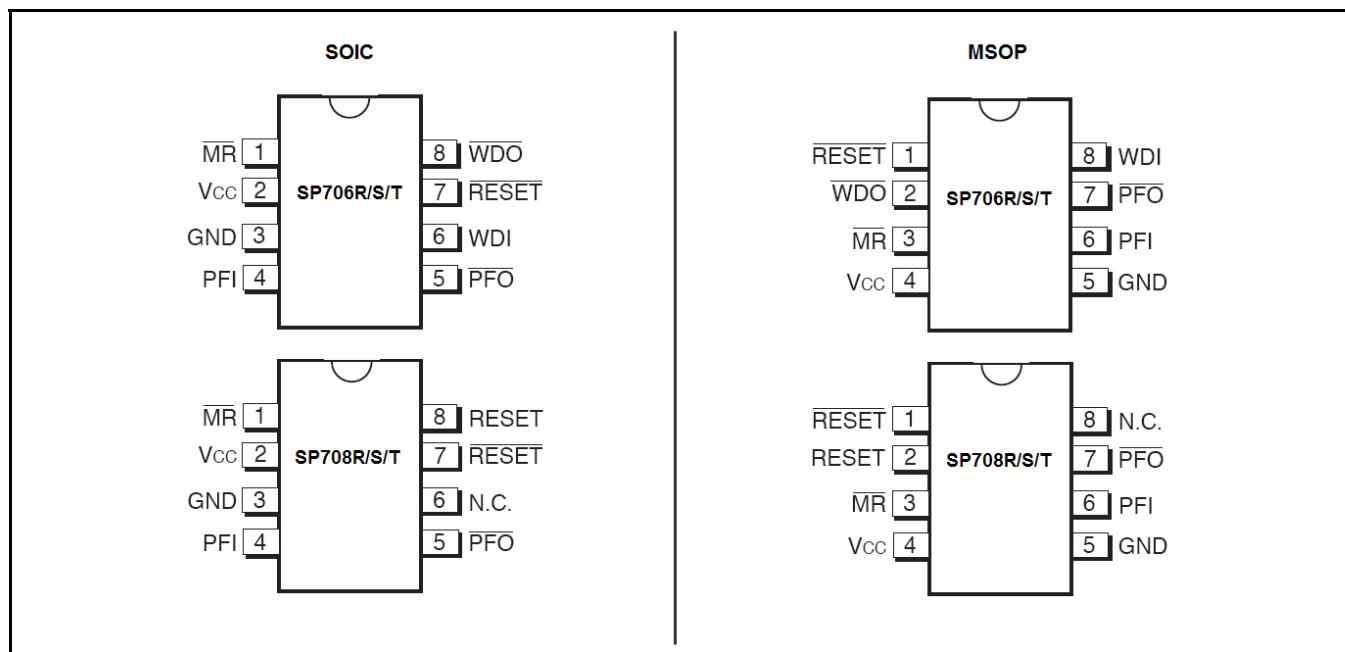 SOIC
MR 1
8 WDO
VCC 2
SP706R/S/T
7 RESET
GND 3
6 WDI
PFI 4
5 PFO
MR 1
8 RESET
VCC 2
SP708R/S/T
7 RESET
GND 3
6 N.C.
PFI 4
5 PFO
MSOP
RESET 1
8 WDI
WDO 2
SP706R/S/T
7 PFO
MR 3
6 PFI
VCC 4
5 GND
RESET 1
8 N.C.
RESET 2
SP708R/S/T
7 PFO
MR 3
6 PFI
VCC 4
5 GND